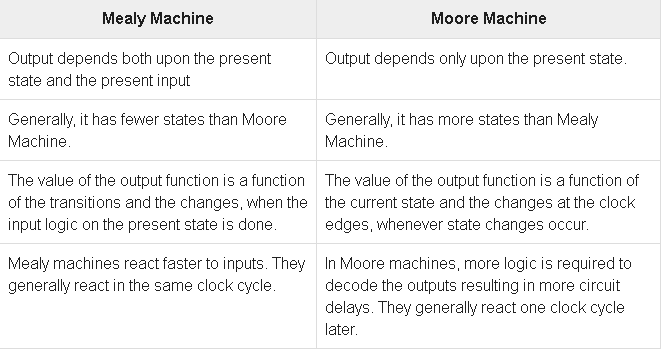 Mealy Machine
Moore Machine
Output depends both upon the present
state and the present input
Output depends only upon the present state.
Generally, it has fewer states than Moore
Machine.
Generally, it has more states than Mealy
Machine.
The value of the output function is a function
of the transitions and the changes, when the
input logic on the present state is done.
The value of the output function is a function of
the current state and the changes at the clock
edges, whenever state changes occur.
Mealy machines react faster to inputs. They
generally react in the same clock cycle.
In Moore machines, more logic is required to
decode the outputs resulting in more circuit
delays. They generally react one clock cycle
later.